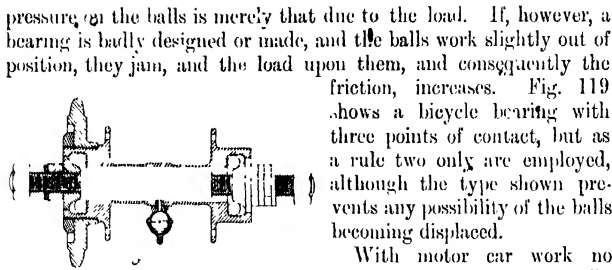 pressure on the balls is merely that due to the load. If, however, a
bearing is badly designed or made, and the balls work slightly out of
position, they jam, and the load upon them, and consequently the
friction, increases. Fig. 119
shows a bicycle bearing with
three points of contact, but as
a rule two only are employed,
although the type shown pre-
vents any possibility of the balls
becoming displaced.
With motor car work no